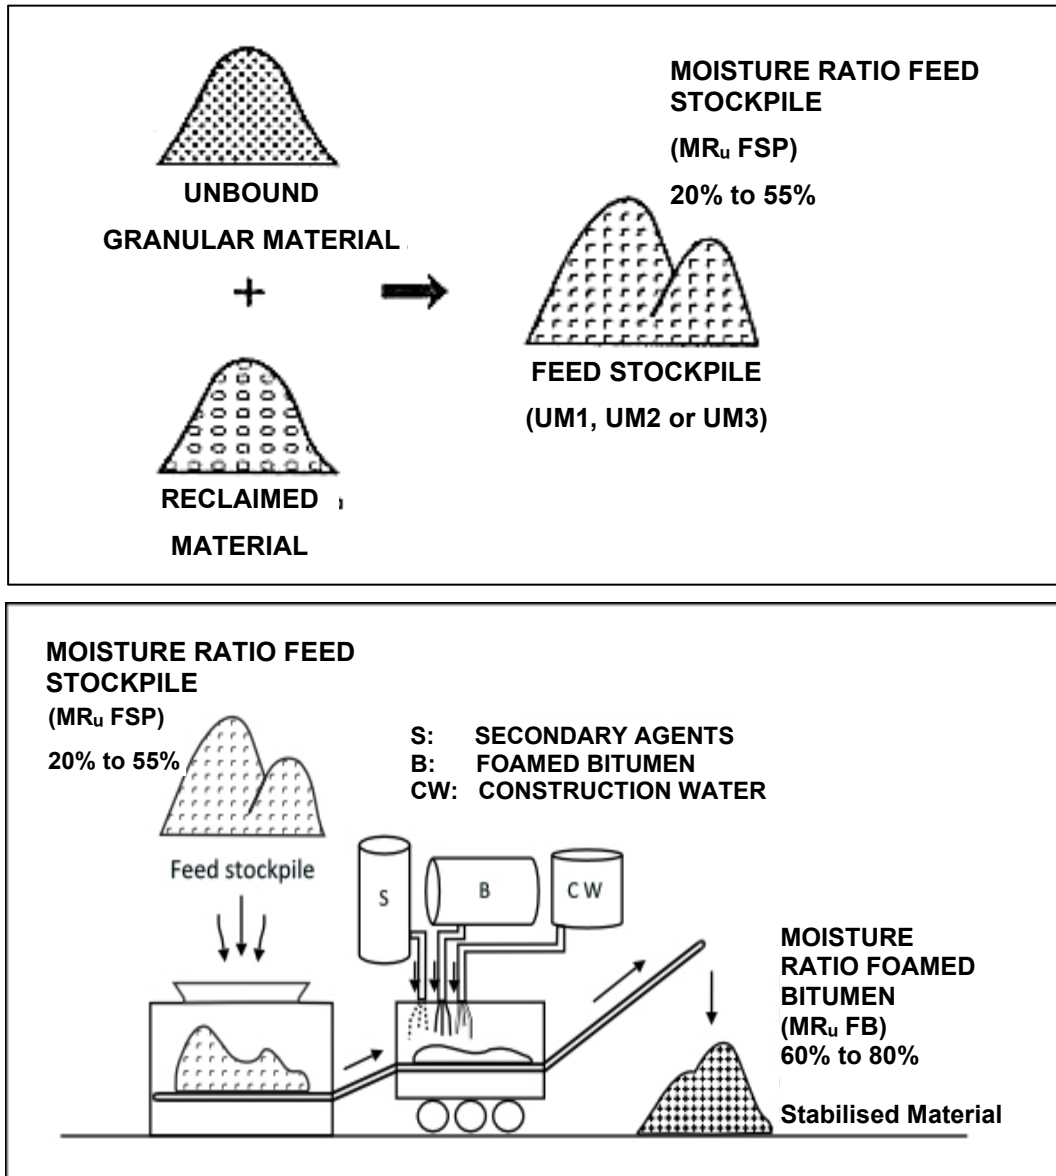 MOISTURE RATIO FEED
STOCKPILE
(MRu FSP)
20% to 55%
UNBOUND
GRANULAR MATERIAL
+
RECLAIMED
MATERIAL
FEED STOCKPILE
(UM1, UM2 or UM3)
MOISTURE RATIO FEED
STOCKPILE
(MRu FSP)
20% to 55%
S: SECONDARY AGENTS
B: FOAMED BITUMEN
CW: CONSTRUCTION WATER
Feed stockpile
S
B
C W
MOISTURE
RATIO FOAMED
BITUMEN
(MRu FB)
60% to 80%
Stabilised Material